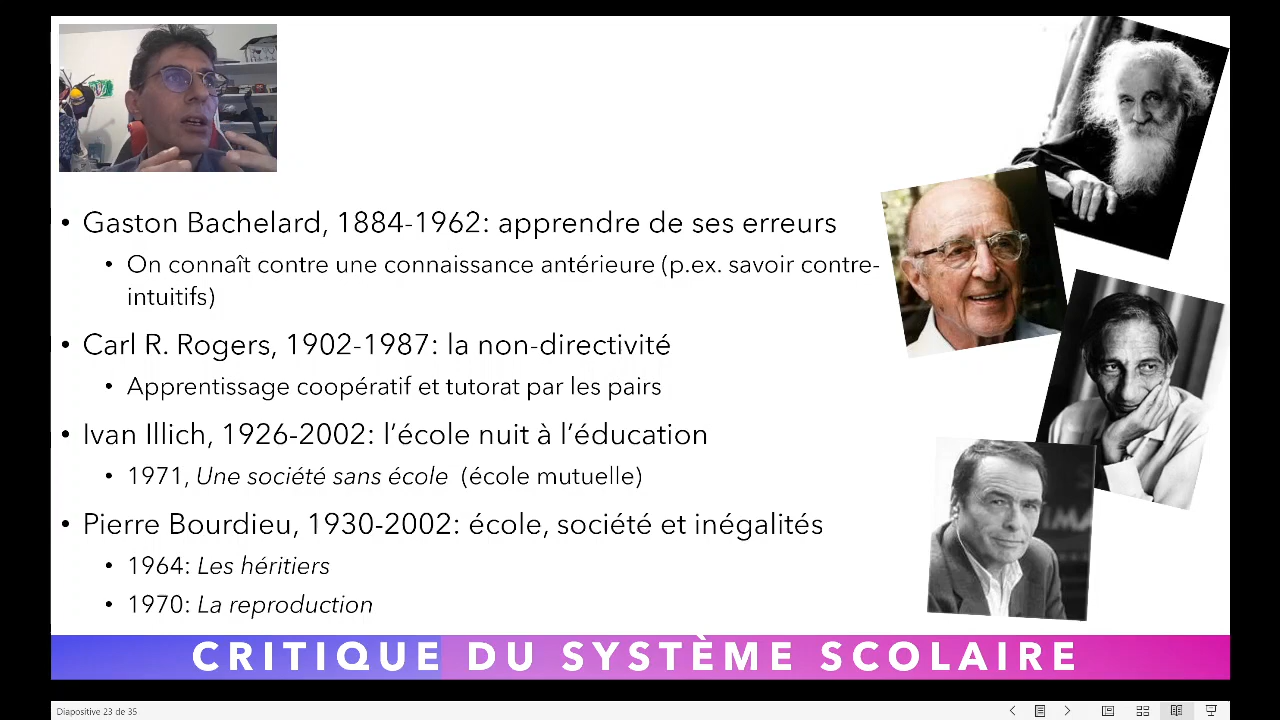 • Gaston Bachelard, 1884-1962: apprendre de ses erreurs
• On connaît contre une connaissance antérieure (p.ex. savoir contre-
intuitifs)
• Carl R. Rogers, 1902-1987: la non-directivité
• Apprentissage coopératif et tutorat par les pairs
• Ivan Illich, 1926-2002: l'école nuit à l'éducation
• 1971, Une société sans école (école mutuelle)
• Pierre Bourdieu, 1930-2002: école, société et inégalités
• 1964: Les héritiers
• 1970: La reproduction
CRITIQUE DU SYSTÈME SCOLAIRE
Diapositive 23 de 35